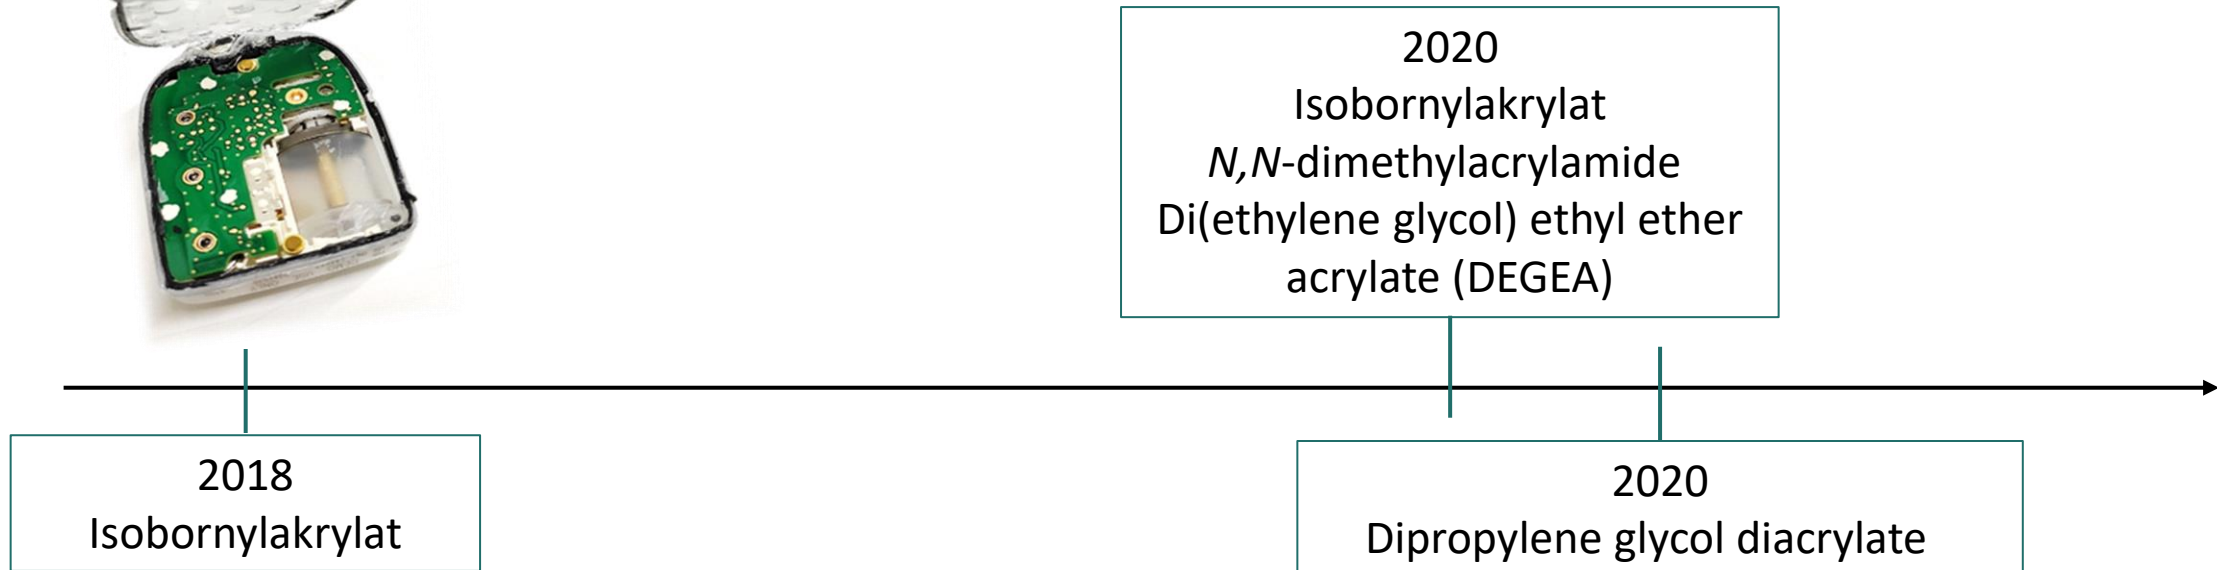 2020
Isobornylakrylat
N,N-dimethylacrylamide
Di(ethylene glycol) ethyl ether
acrylate (DEGEA)
2018
Isobornylakrylat
2020
Dipropylene glycol diacrylate